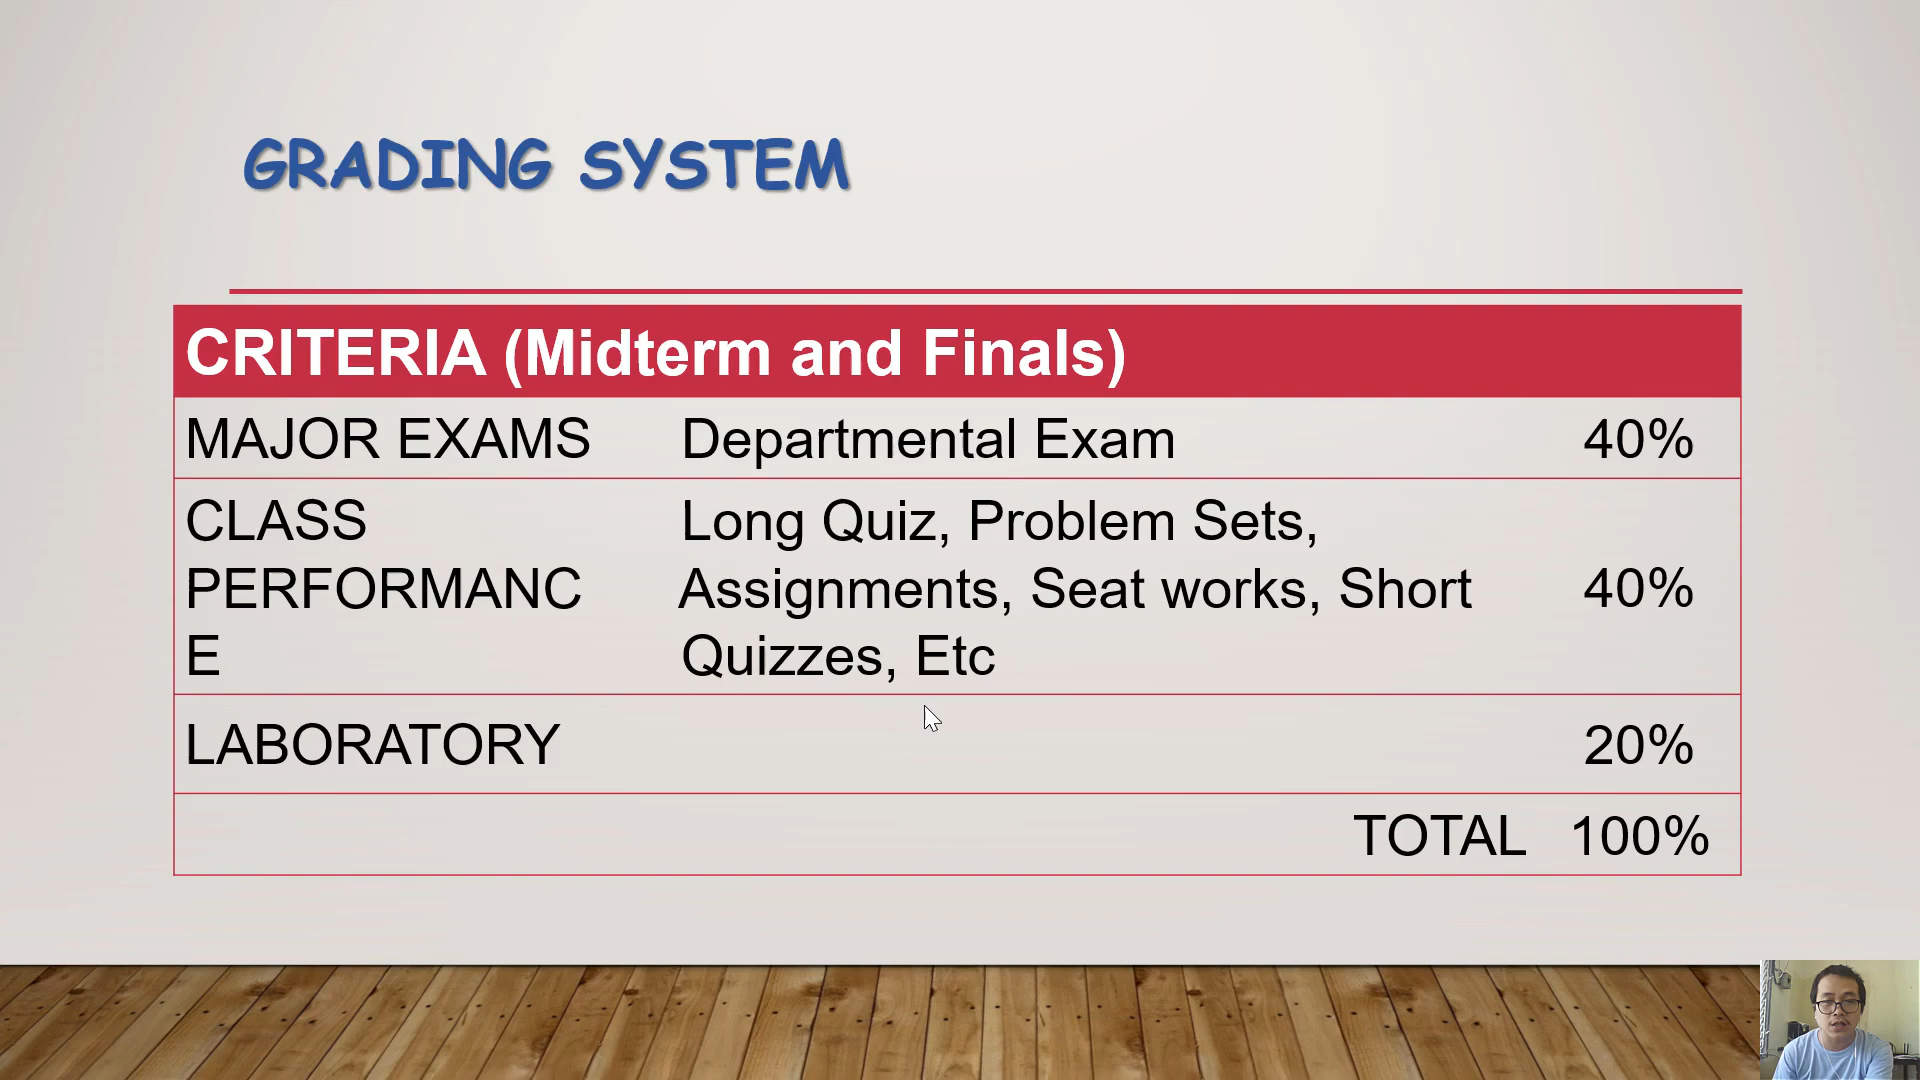 GRADING SYSTEM
CRITERIA (Midterm and Finals)
MAJOR EXAMS Departmental Exam 40%
CLASS Long Quiz, Problem Sets,
PERFORMANC Assignments, Seat works, Short 40%
E Quizzes, Etc
LABORATORY 20%
TOTAL 100%